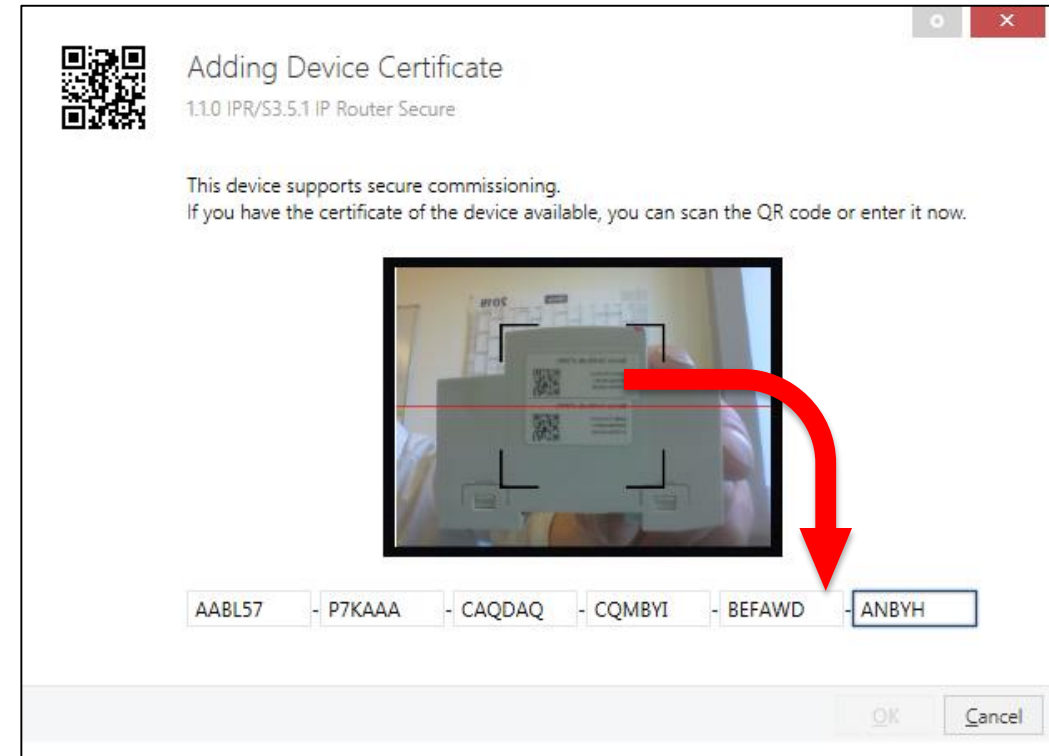 Adding Device Certificate
1.1.0 IPR/S3.5.1 IP Router Secure
This device supports secure commissioning.
If you have the certificate of the device available, you can scan the QR code or enter it now.
2018
AABL57 - P7KAAA - CAQDAQ - CQMBYI - BEFAWD - ANBYH
OK Cancel